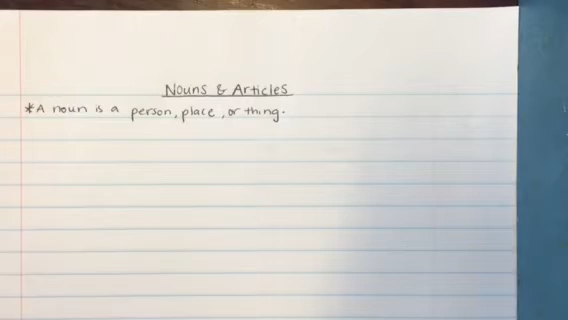 Nouns & Articles
*A noun is a person, place, or thing.